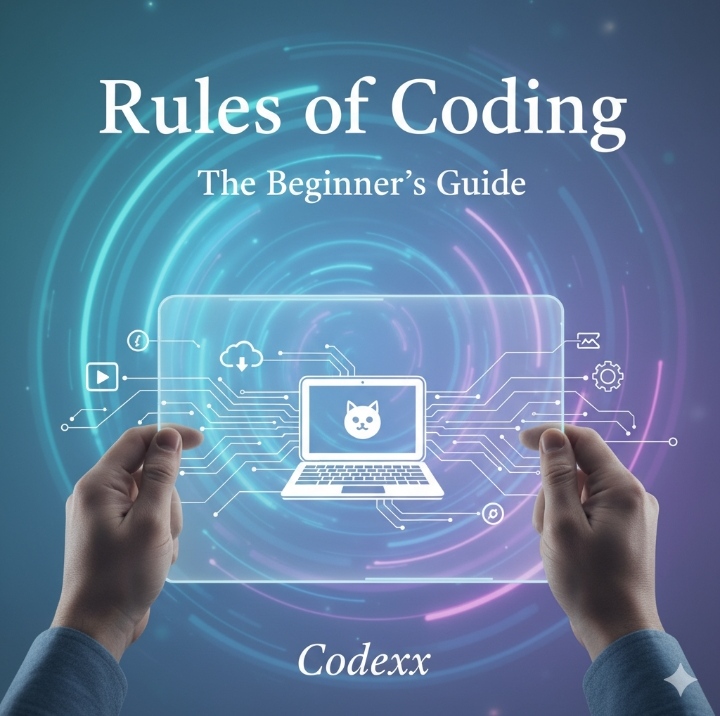 Rules of Coding
The Beginner’s Guide
Codexx